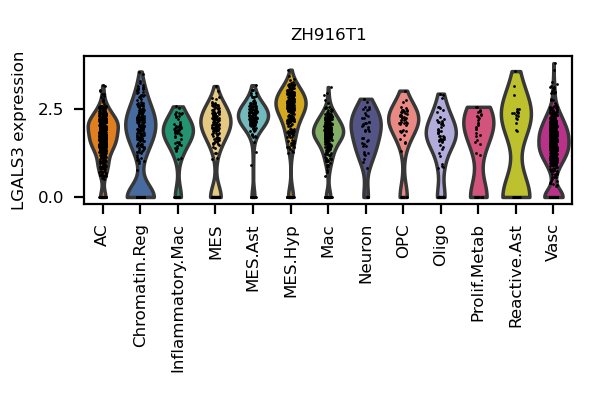 ZH916T1
LGALS3 expression
2.5
0.0
AC
Chromatin.Reg
Inflammatory.Mac
MES
MES.Ast
MES.Hyp
Mac
Neuron
OPC
Oligo
Prolif.Metab
Reactive.Ast
Vasc